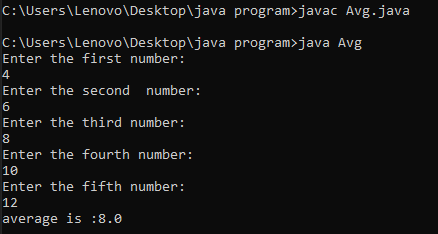 C:\Users\Lenovo\Desktop\java program>javac Avg.java
C:\Users\Lenovo\Desktop\java program>java Avg
Enter the first number:
4
Enter the second  number:
6
Enter the third number:
8
Enter the fourth number:
10
Enter the fifth number:
12
average is :8.0